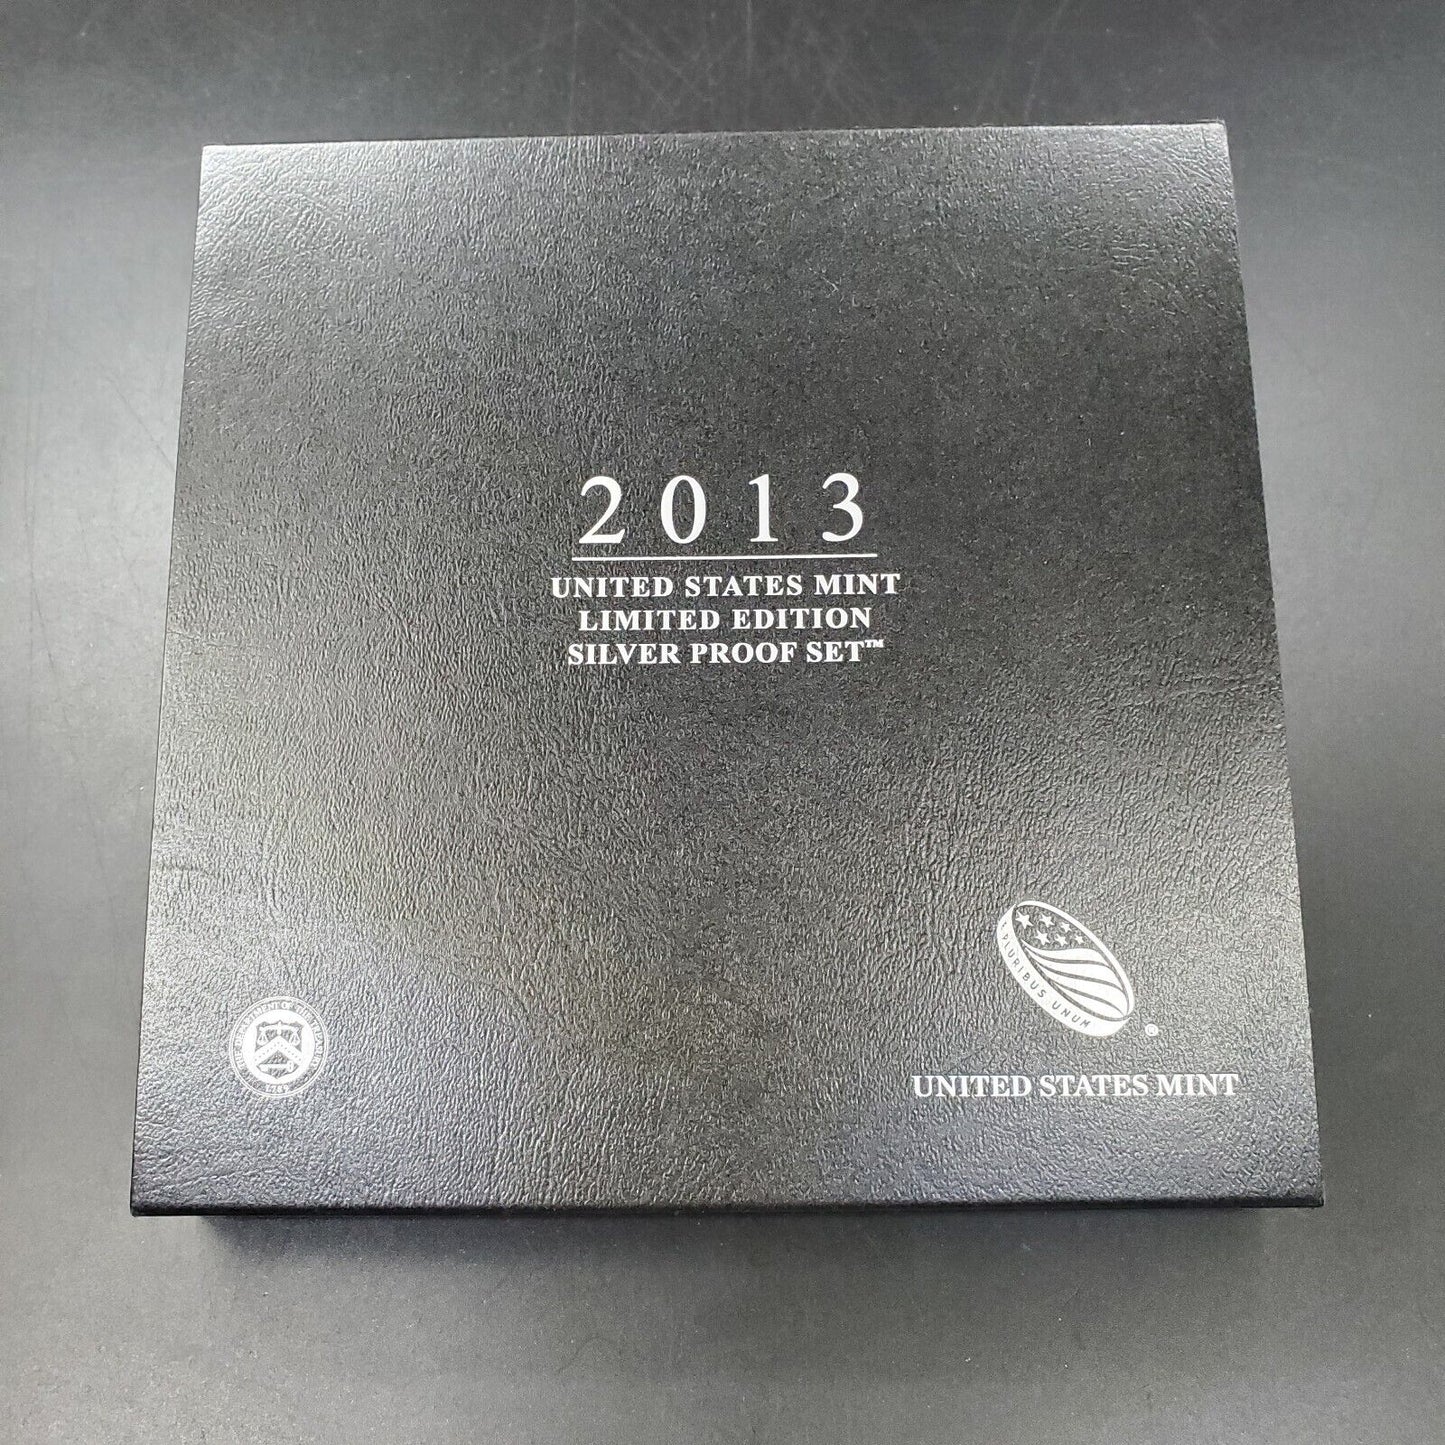 2013
UNITED STATES MINT
LIMITED EDITION
SILVER PROOF SET™
E PLURIBUS UNUM
®
UNITED STATES MINT